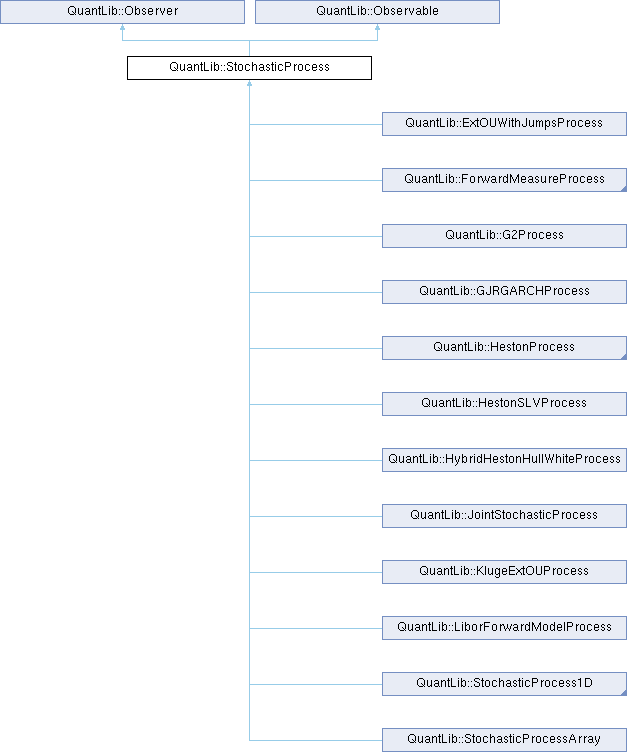 QuantLib::Observer
QuantLib::Observable
QuantLib::StochasticProcess
QuantLib::ExtOUWithJumpsProcess
QuantLib::ForwardMeasureProcess
QuantLib::G2Process
QuantLib::GJRGARCHProcess
QuantLib::HestonProcess
QuantLib::HestonSLVProcess
QuantLib::HybridHestonHullWhiteProcess
QuantLib::JointStochasticProcess
QuantLib::KlugeExtOUProcess
QuantLib::LiborForwardModelProcess
QuantLib::StochasticProcess1D
QuantLib::StochasticProcessArray